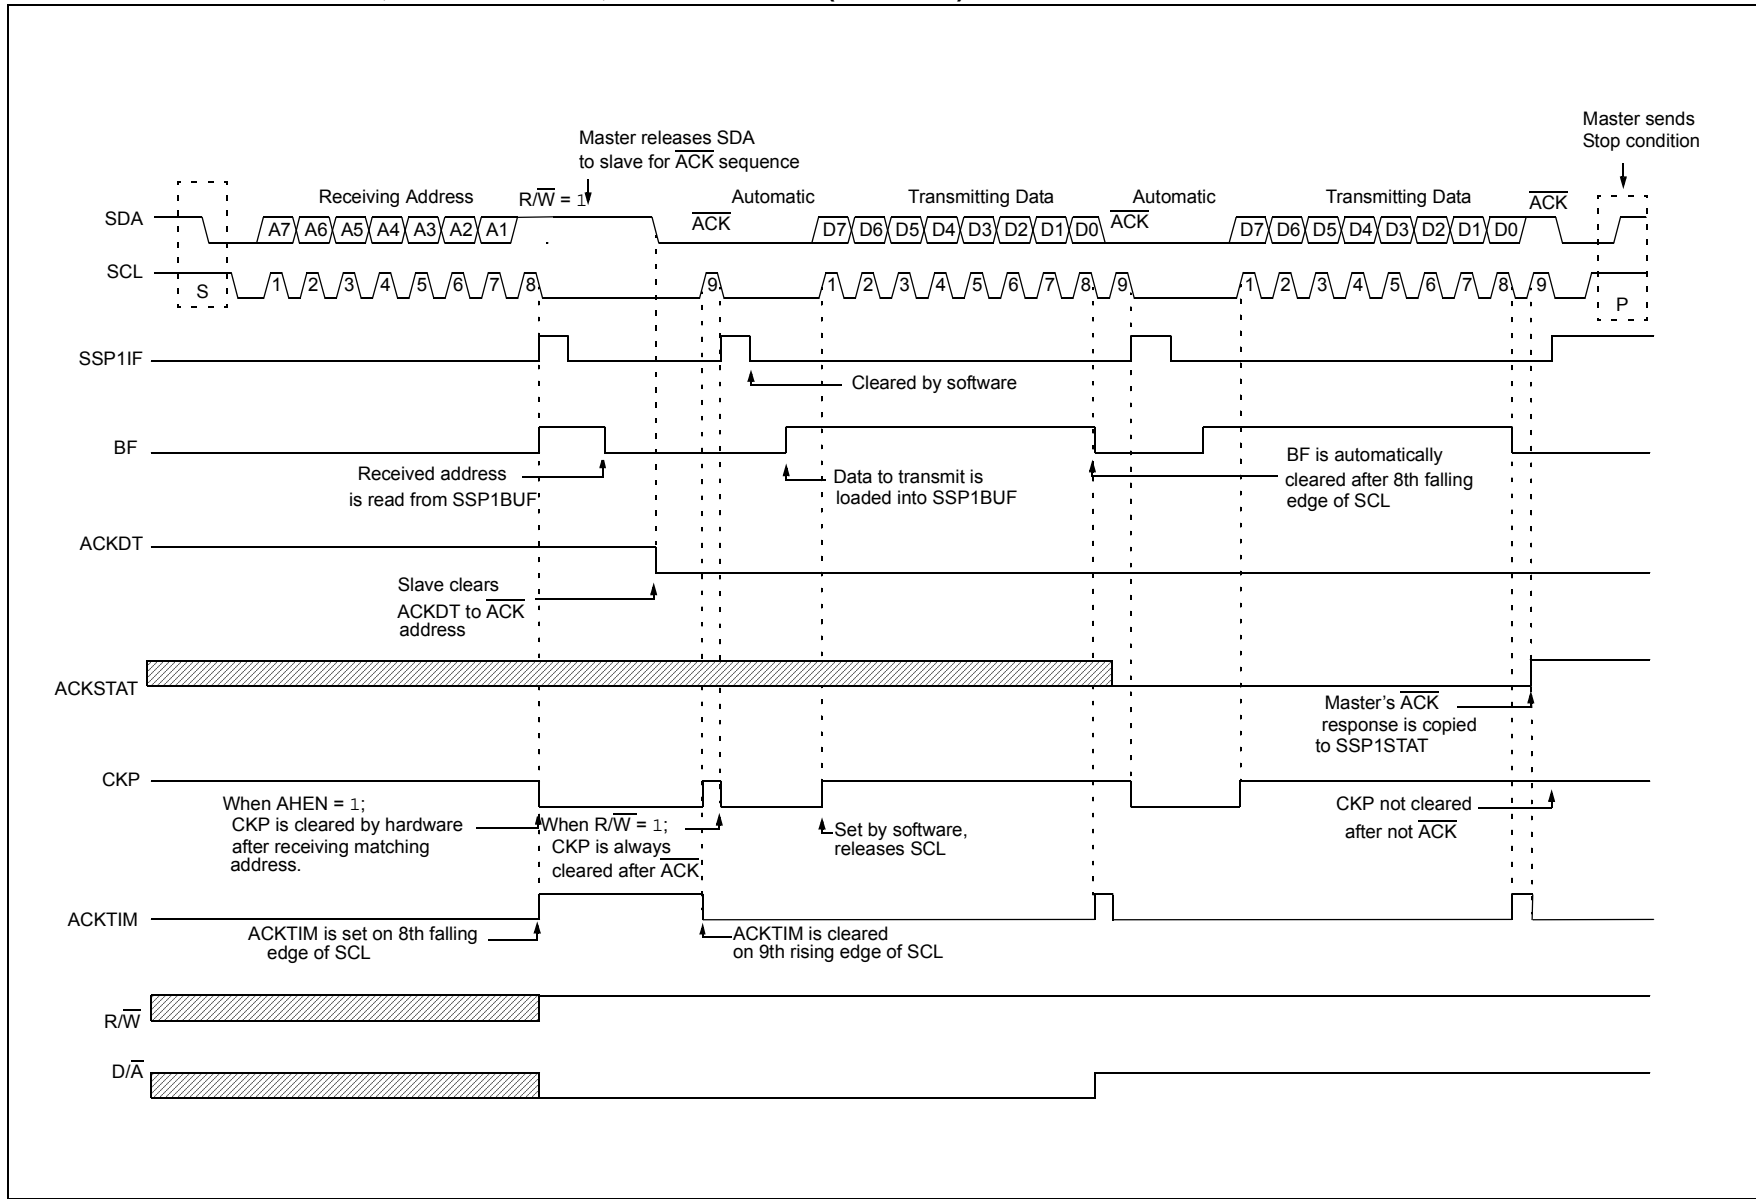 Master releases SDA
to slave for ACK sequence
Master sends
Stop condition
Receiving Address
R/W = 1
Automatic
Transmitting Data
Automatic
Transmitting Data
ACK
SDA
A7 A6 A5 A4 A3 A2 A1
ACK
D7 D6 D5 D4 D3 D2 D1 D0
ACK
D7 D6 D5 D4 D3 D2 D1 D0
SCL
S
1 2 3 4 5 6 7 8 9
1 2 3 4 5 6 7 8 9
1 2 3 4 5 6 7 8 9
P
SSP1IF
Cleared by software
BF
Received address
is read from SSP1BUF
Data to transmit is
loaded into SSP1BUF
BF is automatically
cleared after 8th falling
edge of SCL
ACKDT
Slave clears
ACKDT to ACK
address
ACKSTAT
Master's ACK
response is copied
to SSP1STAT
CKP
When AHEN = 1;
CKP is cleared by hardware
after receiving matching
address.
When R/W = 1;
CKP is always
cleared after ACK
Set by software,
releases SCL
CKP not cleared
after not ACK
ACKTIM
ACKTIM is set on 8th falling
edge of SCL
ACKTIM is cleared
on 9th rising edge of SCL
R/W
D/A